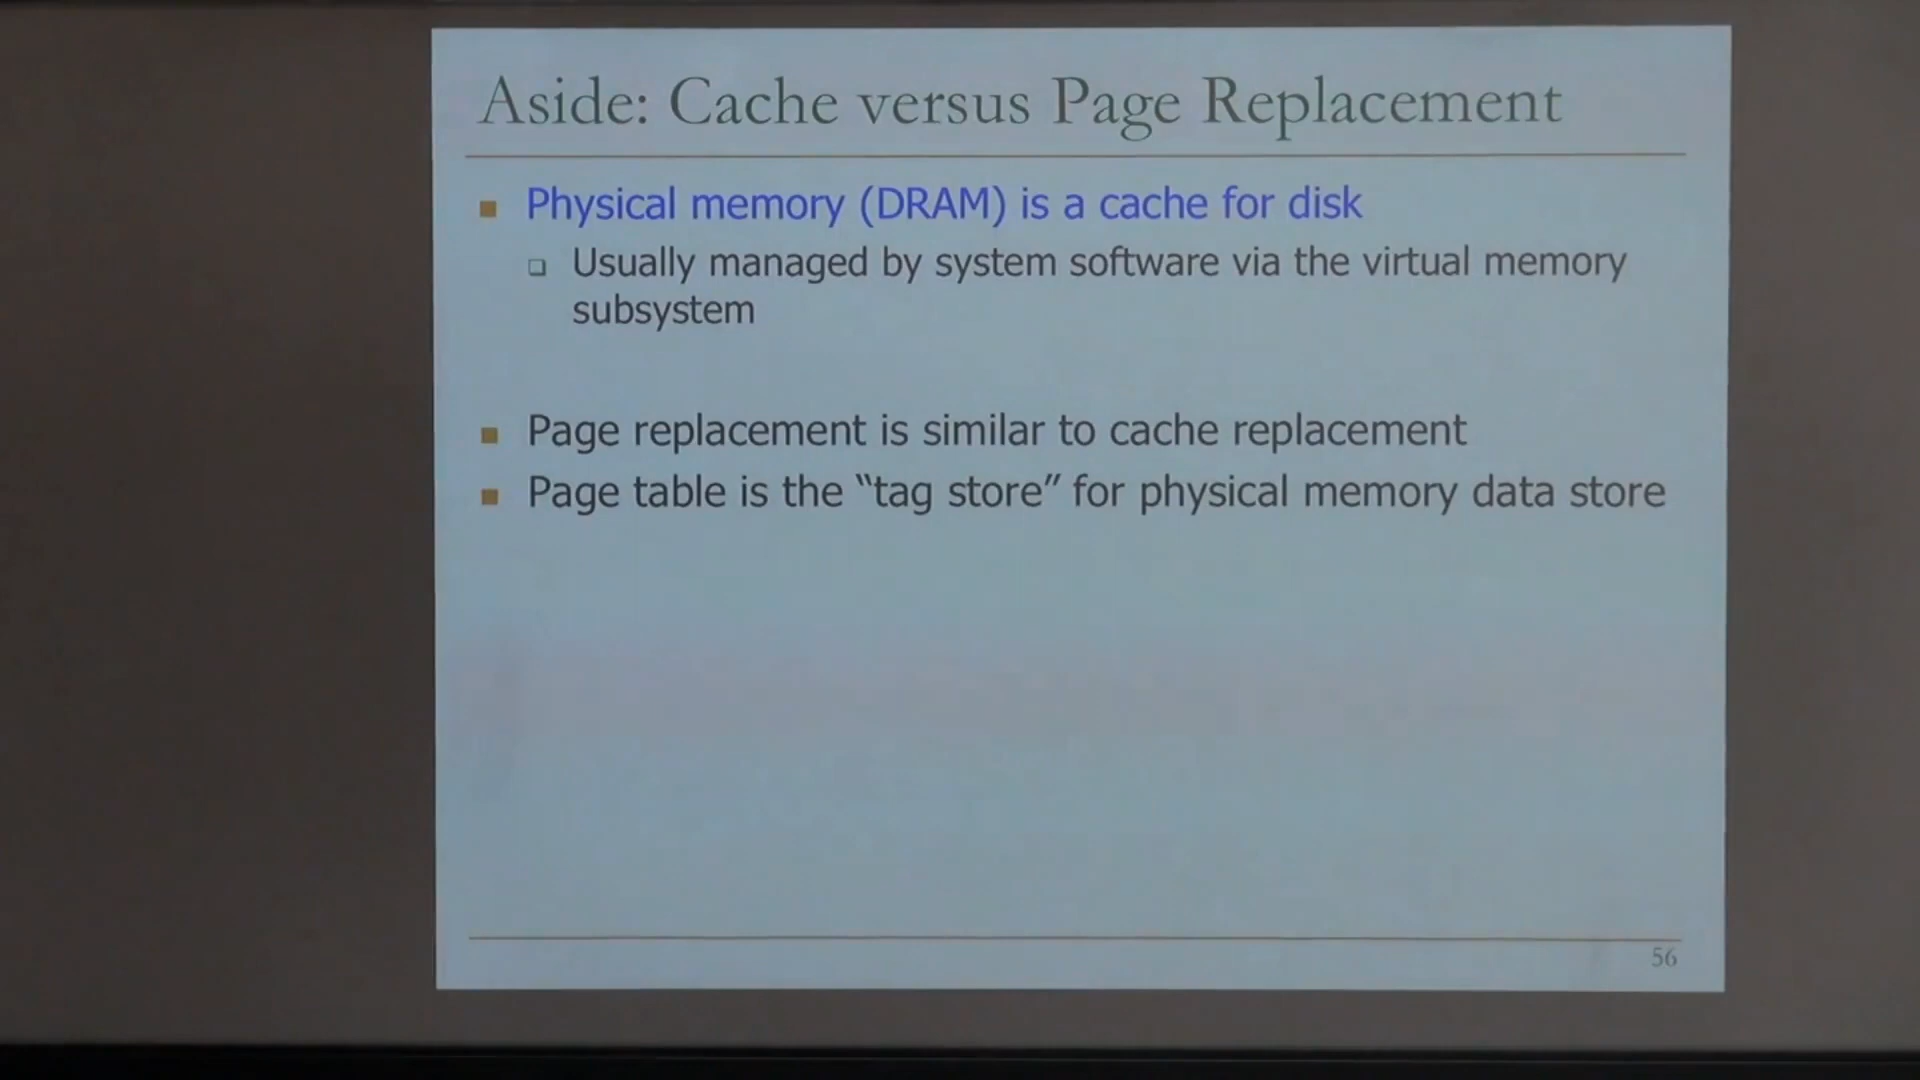 Aside: Cache versus Page Replacement
Physical memory (DRAM) is a cache for disk
Usually managed by system software via the virtual memory
subsystem
Page replacement is similar to cache replacement
Page table is the “tag store” for physical memory data store
56